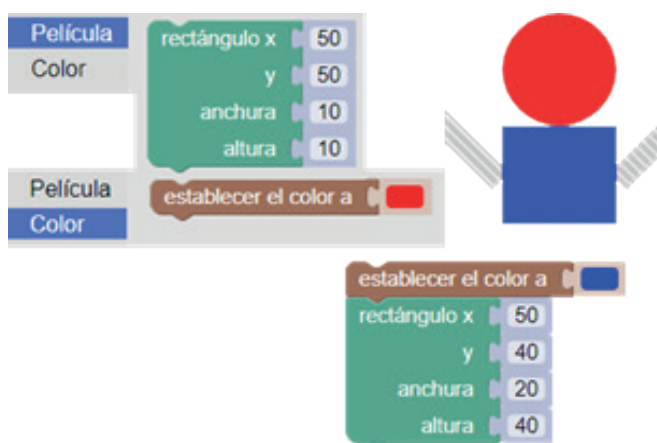 Película
Color
rectángulo x 50
y 50
anchura 10
altura 10
Película
Color
establecer el color a
establecer el color a
rectángulo x 50
y 40
anchura 20
altura 40